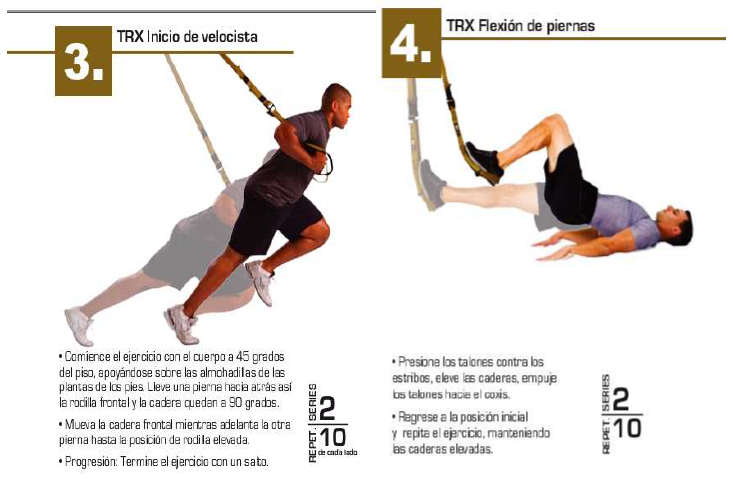 3.
TRX Inicio de velocista
• Comience el ejercicio con el cuerpo a 45 grados
del piso, apoyándose sobre las almohadillas de las
plantas de los pies. Lleve una pierna hacia atrás así
la rodilla frontal y la cadera quedan a 90 grados.
• Mueva la cadera frontal mientras adelanta la otra
pierna hasta la posición de rodilla elevada.
• Progresión: Termine el ejercicio con un salto.
SERIES 2
REPET. 10
de cada lado
4.
TRX Flexión de piernas
• Presione los talones contra los
estribos, eleve las caderas, empuje
los talones hacia el coxis.
• Regrese a la posición inicial
y repita el ejercicio, manteniendo
las caderas elevadas.
SERIES 2
REPET. 10